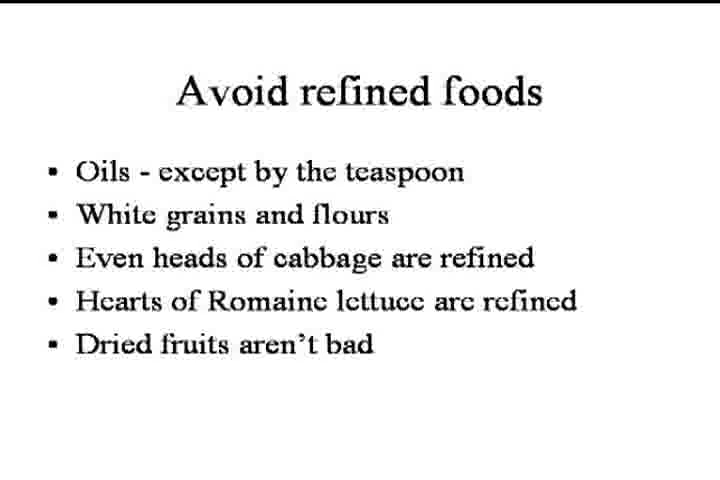 Avoid refined foods
▪ Oils - except by the teaspoon
▪ White grains and flours
▪ Even heads of cabbage are refined
▪ Hearts of Romaine lettuce are refined
▪ Dried fruits aren’t bad